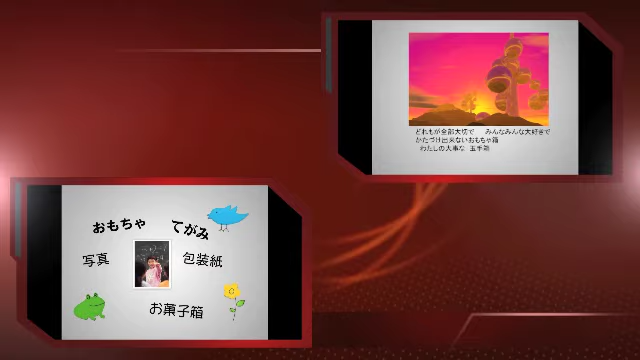 どれもが全部大切で　みんなみんな大好きで
かたづけ出来ないおもちゃ箱
わたしの大事な　玉手箱
おもちゃ　てがみ
写真　包装紙
お菓子箱